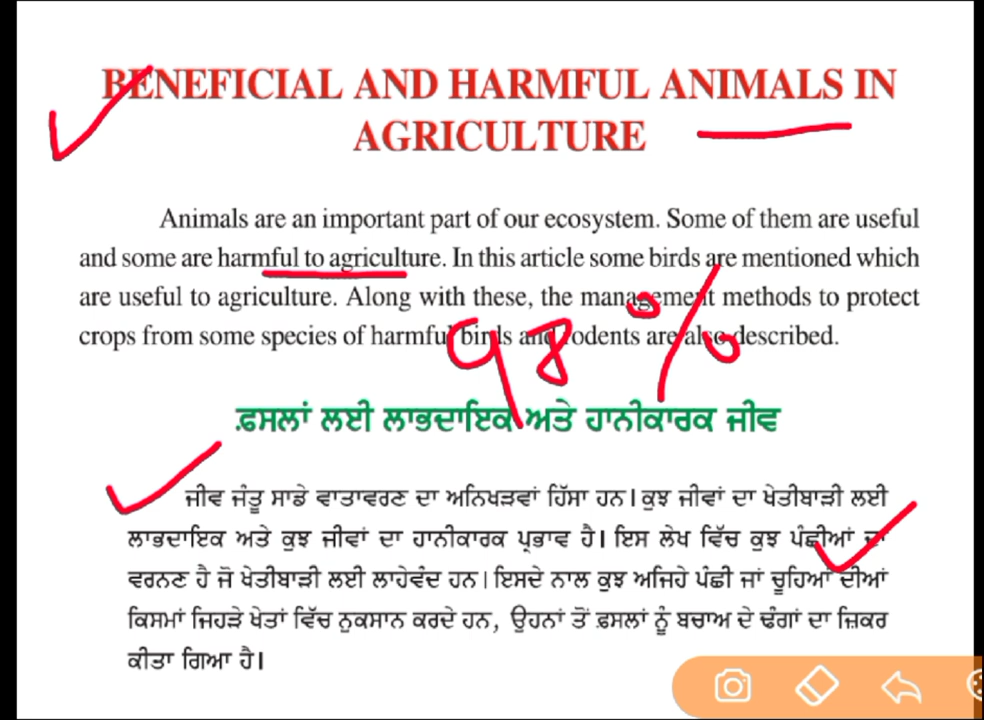 BENEFICIAL AND HARMFUL ANIMALS IN
AGRICULTURE
Animals are an important part of our ecosystem. Some of them are useful
and some are harmful to agriculture. In this article some birds are mentioned which
are useful to agriculture. Along with these, the management methods to protect
crops from some species of harmful birds and rodents are also described.
98%
ਫ਼ਸਲਾਂ ਲਈ ਲਾਭਦਾਇਕ ਅਤੇ ਹਾਨੀਕਾਰਕ ਜੀਵ
ਜੀਵ ਜੰਤੂ ਸਾਡੇ ਵਾਤਾਵਰਣ ਦਾ ਅਨਿਖੜਵਾਂ ਹਿੱਸਾ ਹਨ। ਕੁਝ ਜੀਵਾਂ ਦਾ ਖੇਤੀਬਾੜੀ ਲਈ
ਲਾਭਦਾਇਕ ਅਤੇ ਕੁਝ ਜੀਵਾਂ ਦਾ ਹਾਨੀਕਾਰਕ ਪ੍ਰਭਾਵ ਹੈ। ਇਸ ਲੇਖ ਵਿੱਚ ਕੁਝ ਪੰਛੀਆਂ ਦਾ
ਵਰਨਣ ਹੈ ਜੋ ਖੇਤੀਬਾੜੀ ਲਈ ਲਾਹੇਵੰਦ ਹਨ। ਇਸਦੇ ਨਾਲ ਕੁਝ ਅਜਿਹੇ ਪੰਛੀ ਜਾਂ ਚੂਹਿਆਂ ਦੀਆਂ
ਕਿਸਮਾਂ ਜਿਹੜੇ ਖੇਤਾਂ ਵਿੱਚ ਨੁਕਸਾਨ ਕਰਦੇ ਹਨ, ਉਹਨਾਂ ਤੋਂ ਫ਼ਸਲਾਂ ਨੂੰ ਬਚਾਅ ਦੇ ਢੰਗਾਂ ਦਾ ਜ਼ਿਕਰ
ਕੀਤਾ ਗਿਆ ਹੈ।